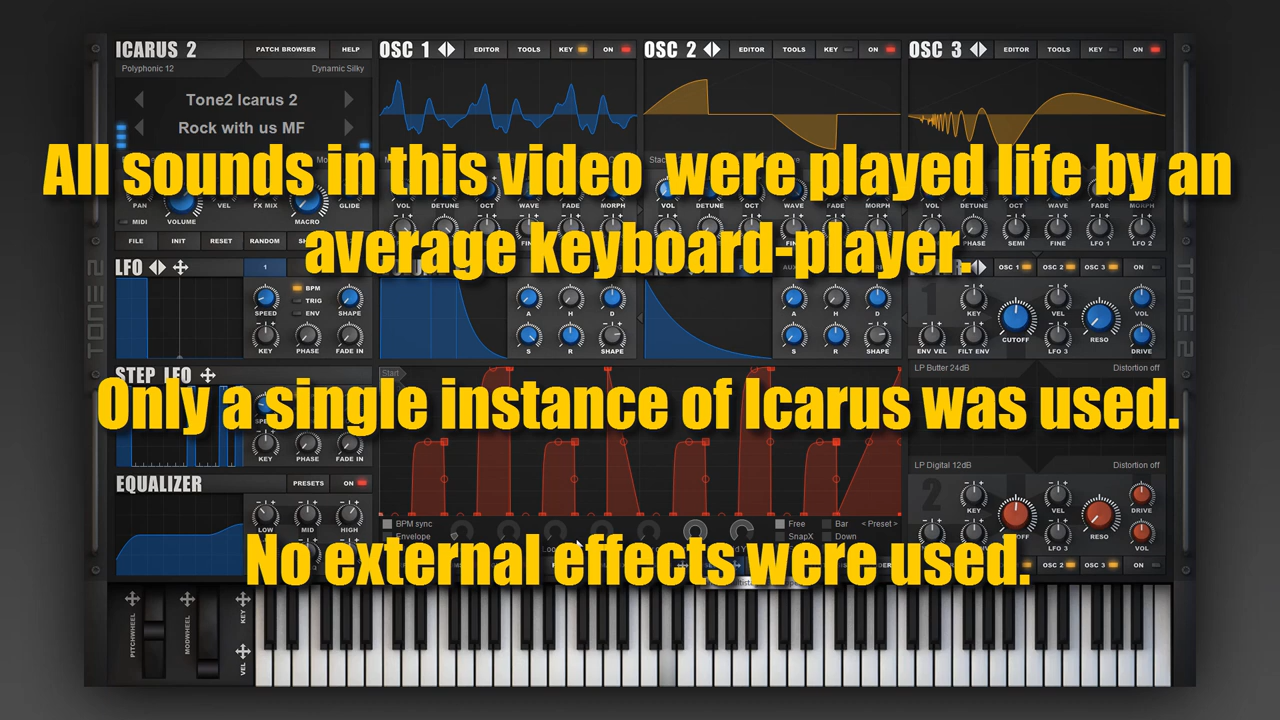 ICARUS 2 PATCH BROWSER HELP OSC 1 EDITOR TOOLS KEY ON OSC 2 EDITOR TOOLS KEY ON OSC 3 EDITOR TOOLS KEY ON
Polyphonic 12 Dynamic Silky
Tone2 Icarus 2
Rock with us MF
All sounds in this video were played life by an
PAN VEL FX MIX GLIDE DETUNE OCT WAVE FADE MORPH VOL DETUNE OCT WAVE FADE MORPH VOL DETUNE OCT WAVE FADE MORPH
MIDI VOLUME MACRO
PHASE SEMI FINE LFO 1 LFO 2
FILE INIT RESET RANDOM
average keyboard-player.
LFO 1 OSC 1 OSC 2 OSC 3
BPM
TRIG
ENV
SPEED SHAPE A H D A H D KEY VEL VOL
CUTOFF RESO
KEY PHASE FADE IN S R SHAPE S R SHAPE ENV VEL FILT ENV LFO 3 DRIVE
TONE 2 TONE 2
STEP LFO Start LP Butter 24dB Distortion off
Only a single instance of Icarus was used.
KEY PHASE FADE IN
LP Digital 12dB Distortion off
EQUALIZER PRESETS ON
2 KEY VEL DRIVE
LOW MID HIGH CUTOFF RESO
BPM sync Free Bar < Preset >
Envelope SnapX Down
LFO 3 VOL
No external effects were used.
OSC 2 OSC 3 ON
PITCHWHEEL MODWHEEL KEY
VEL